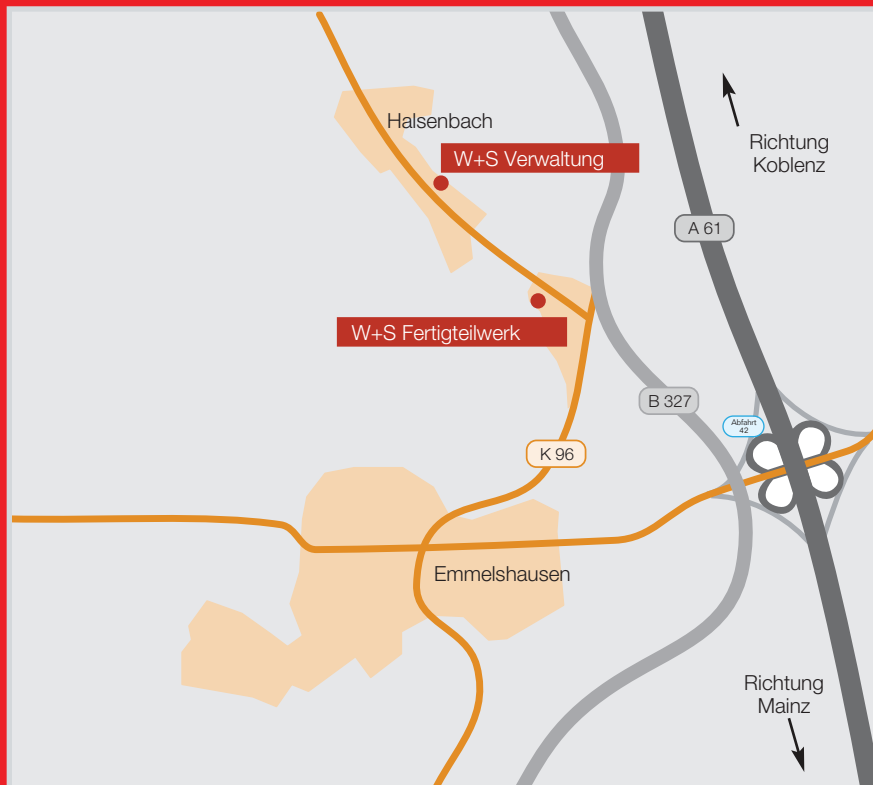 Halsenbach
W+S Verwaltung
Richtung
Koblenz
A 61
W+S Fertigteilwerk
B 327
Abfahrt
42
K 96
Emmelshausen
Richtung
Mainz